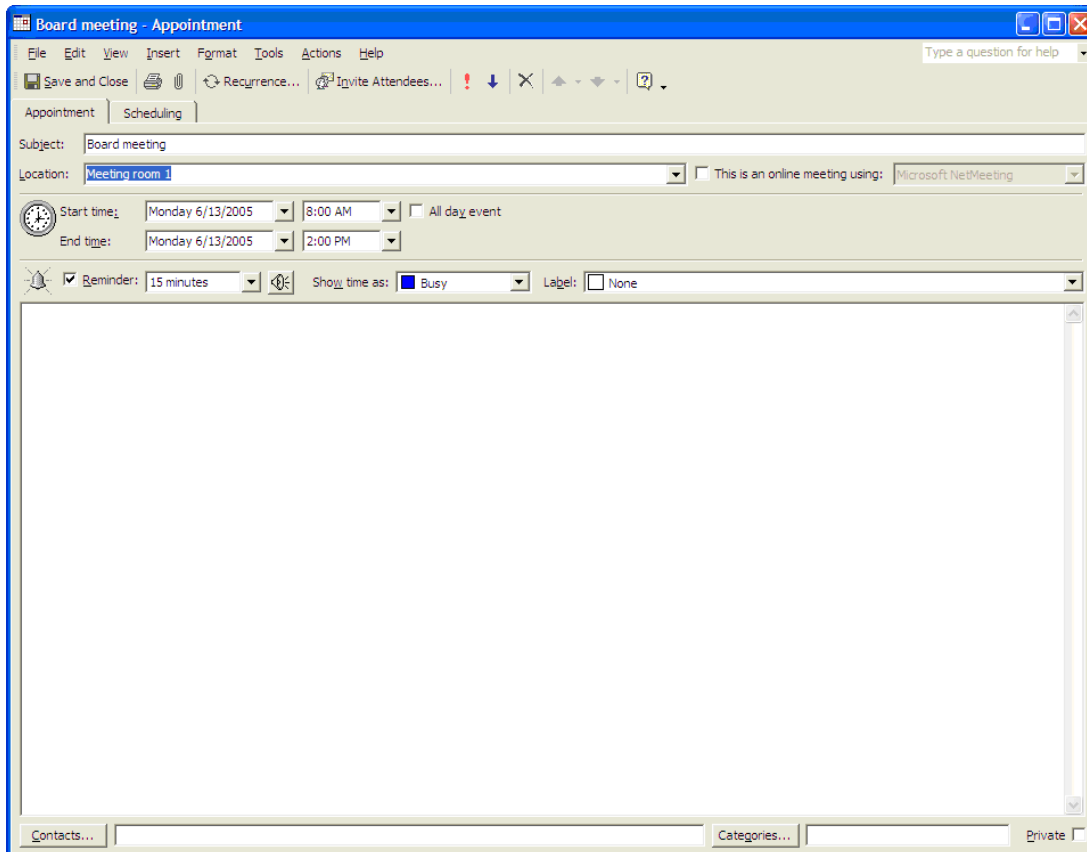 Board meeting - Appointment
File Edit View Insert Format Tools Actions Help Type a question for help
Save and Close Recurrence... Invite Attendees...
Appointment Scheduling
Subject: Board meeting
Location: Meeting room 1 This is an online meeting using: Microsoft NetMeeting
Start time: Monday 6/13/2005 8:00 AM All day event
End time: Monday 6/13/2005 2:00 PM
Reminder: 15 minutes Show time as: Busy Label: None
Contacts... Categories... Private